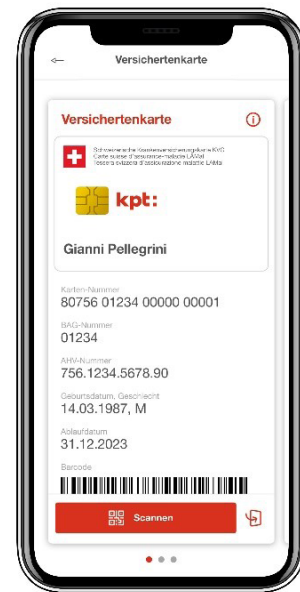 Versichertenkarte
Versichertenkarte
Schweizerische Krankenversicherungskarte KVG
Carte suisse d'assurance-maladie LAMal
Tessera svizzera d'assicurazione malattie LAMa
kpt:
Gianni Pellegrini
Karten-Nummer
80756 01234 00000 00001
BAG-Nummer
01234
AHV-Nummer
756.1234.5678.90
Geburtsdatum, Geschlecht
14.03.1987, M
Ablaufdatum
31.12.2023
Barcode
Scannen